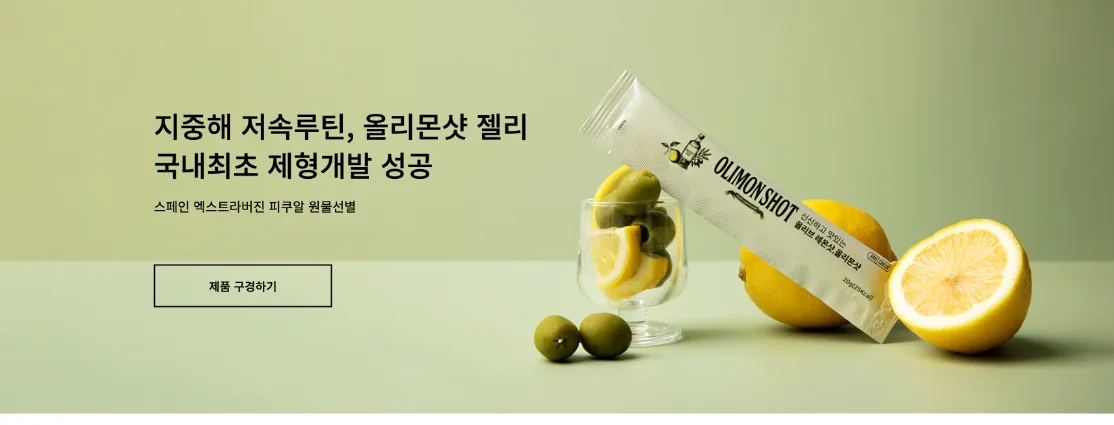 지중해 저속루틴, 올리몬샷 젤리
국내최초 제형개발 성공
스페인 엑스트라버진 피쿠알 원물선별
제품 구경하기
OPEN
OLIMON SHOT
신선하고 맛있는
올리브 레몬샷 올리몬샷
20g(25Kcal)